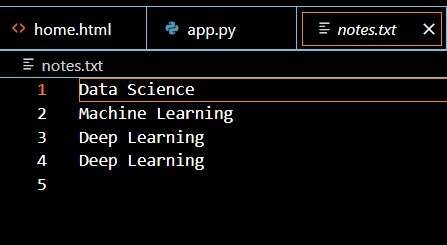 home.html app.py notes.txt
notes.txt
1 Data Science
2 Machine Learning
3 Deep Learning
4 Deep Learning
5